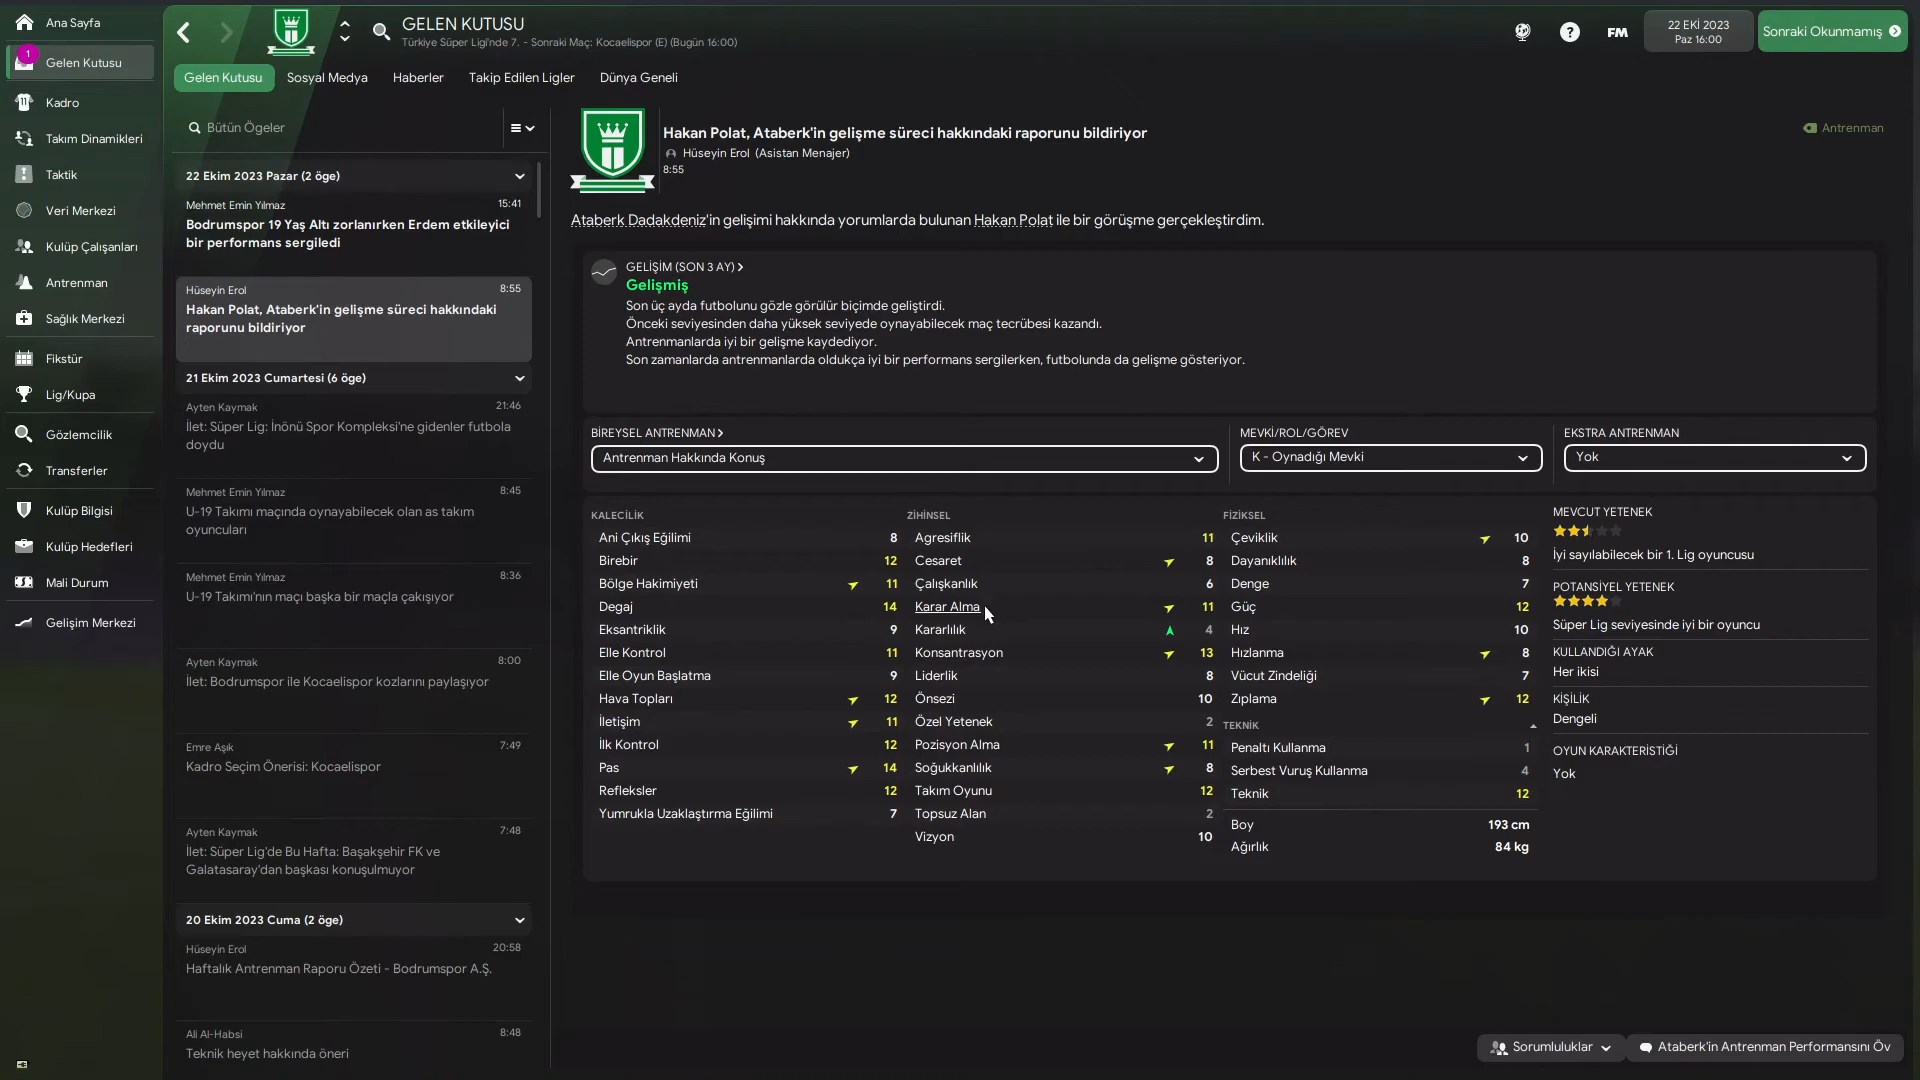 Ana Sayfa
1
Gelen Kutusu
Kadro
Takım Dinamikleri
Taktik
Veri Merkezi
Kulüp Çalışanları
Antrenman
Sağlık Merkezi
Fikstür
Lig/Kupa
Gözlemcilik
Transferler
Kulüp Bilgisi
Kulüp Hedefleri
Mali Durum
Gelişim Merkezi
GELEN KUTUSU
Türkiye Süper Ligi'nde 7. - Sonraki Maç: Kocaelispor (E) (Bugün 16:00)
FM
22 EKİ 2023
Paz 16:00
Sonraki Okunmamış
Gelen Kutusu
Sosyal Medya
Haberler
Takip Edilen Ligler
Dünya Geneli
Bütün Ögeler
22 Ekim 2023 Pazar (2 öge)
Mehmet Emin Yılmaz 15:41
Bodrumspor 19 Yaş Altı zorlanırken Erdem etkileyici
bir performans sergiledi
Hüseyin Erol 8:55
Hakan Polat, Ataberk'in gelişme süreci hakkındaki
raporunu bildiriyor
21 Ekim 2023 Cumartesi (6 öge)
Ayten Kaymak 21:46
İlet: Süper Lig: İnönü Spor Kompleksi'ne gidenler futbola
doydu
Mehmet Emin Yılmaz 8:45
U-19 Takımı maçında oynayabilecek olan as takım
oyuncuları
Mehmet Emin Yılmaz 8:36
U-19 Takımı'nın maçı başka bir maçla çakışıyor
Ayten Kaymak 8:00
İlet: Bodrumspor ile Kocaelispor kozlarını paylaşıyor
Emre Aşık 7:49
Kadro Seçim Önerisi: Kocaelispor
Ayten Kaymak 7:48
İlet: Süper Lig'de Bu Hafta: Başakşehir FK ve
Galatasaray'dan başkası konuşulmuyor
20 Ekim 2023 Cuma (2 öge)
Hüseyin Erol 20:58
Haftalık Antrenman Raporu Özeti - Bodrumspor A.Ş.
Ali Al-Habsi 8:48
Teknik heyet hakkında öneri
Hakan Polat, Ataberk'in gelişme süreci hakkındaki raporunu bildiriyor
Hüseyin Erol (Asistan Menajer)
8:55
Antrenman
Ataberk Dadakdeniz'in gelişimi hakkında yorumlarda bulunan Hakan Polat ile bir görüşme gerçekleştirdim.
GELİŞİM (SON 3 AY)
Gelişmiş
Son üç ayda futbolunu gözle görülür biçimde geliştirdi.
Önceki seviyesinden daha yüksek seviyede oynayabilecek maç tecrübesi kazandı.
Antrenmanlarda iyi bir gelişme kaydediyor.
Son zamanlarda antrenmanlarda oldukça iyi bir performans sergilerken, futbolunda da gelişme gösteriyor.
BİREYSEL ANTRENMAN
Antrenman Hakkında Konuş
MEVKİ/ROL/GÖREV
K - Oynadığı Mevki
EKSTRA ANTRENMAN
Yok
KALECİLİK
Ani Çıkış Eğilimi 8
Birebir 12
Bölge Hakimiyeti 11
Degaj 14
Eksantriklik 9
Elle Kontrol 11
Elle Oyun Başlatma 9
Hava Topları 12
İletişim 11
İlk Kontrol 12
Pas 14
Refleksler 12
Yumrukla Uzaklaştırma Eğilimi 7
ZİHİNSEL
Agresiflik 11
Cesaret 8
Çalışkanlık 6
Karar Alma 11
Kararlılık 4
Konsantrasyon 13
Liderlik 8
Önsezi 10
Özel Yetenek 2
Pozisyon Alma 11
Soğukkanlılık 8
Takım Oyunu 12
Topsuz Alan 2
Vizyon 10
FİZİKSEL
Çeviklik 10
Dayanıklılık 8
Denge 7
Güç 12
Hız 10
Hızlanma 8
Vücut Zindeliği 7
Zıplama 12
TEKNİK
Penaltı Kullanma 1
Serbest Vuruş Kullanma 4
Teknik 12
Boy 193 cm
Ağırlık 84 kg
MEVCUT YETENEK
İyi sayılabilecek bir 1. Lig oyuncusu
POTANSİYEL YETENEK
Süper Lig seviyesinde iyi bir oyuncu
KULLANDIĞI AYAK
Her ikisi
KİŞİLİK
Dengeli
OYUN KARAKTERİSTİĞİ
Yok
Sorumluluklar
Ataberk'in Antrenman Performansını Öv